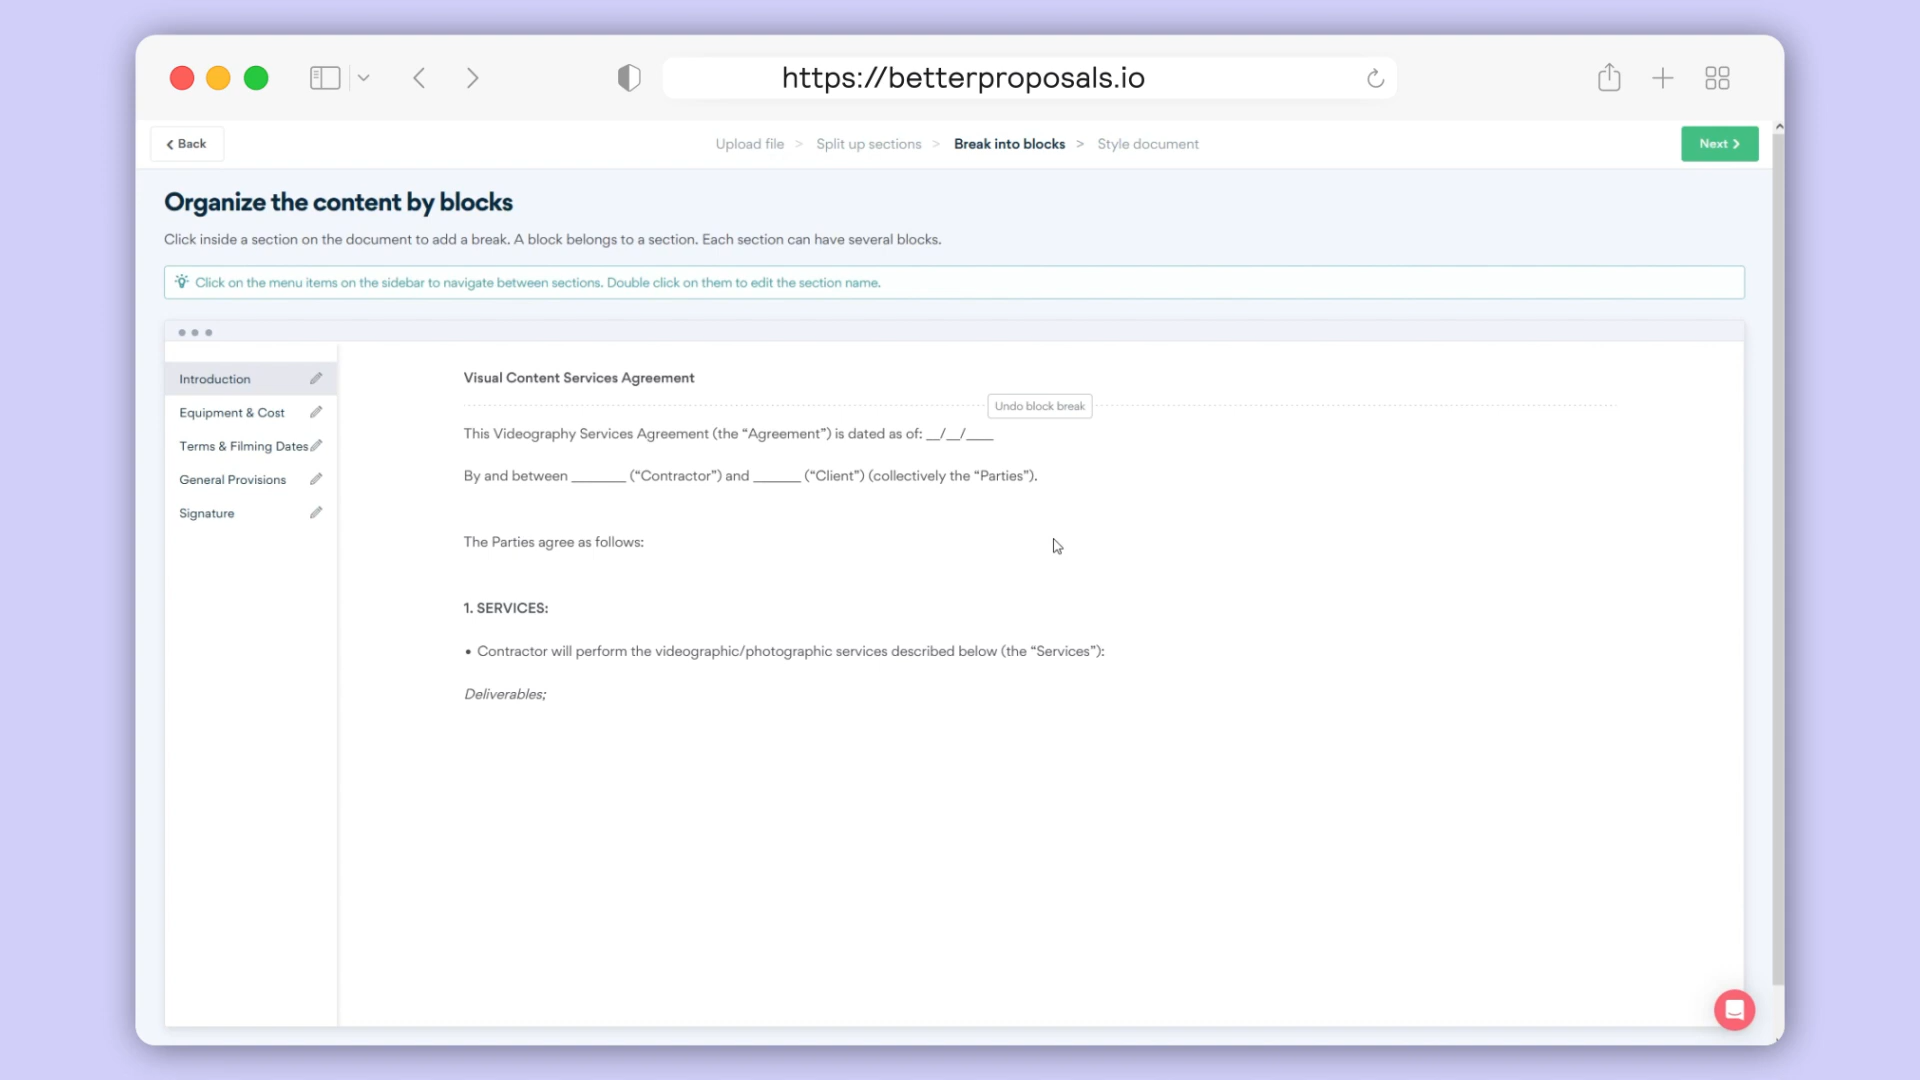 https://betterproposals.io
Back
Upload file > Split up sections > Break into blocks > Style document
Next
Organize the content by blocks
Click inside a section on the document to add a break. A block belongs to a section. Each section can have several blocks.
Click on the menu items on the sidebar to navigate between sections. Double click on them to edit the section name.
Introduction
Equipment & Cost
Terms & Filming Dates
General Provisions
Signature
Visual Content Services Agreement
Undo block break
This Videography Services Agreement (the “Agreement”) is dated as of: __/__/____
By and between ________ (“Contractor”) and _______ (“Client”) (collectively the “Parties”).
The Parties agree as follows:
1. SERVICES:
• Contractor will perform the videographic/photographic services described below (the “Services”):
Deliverables;